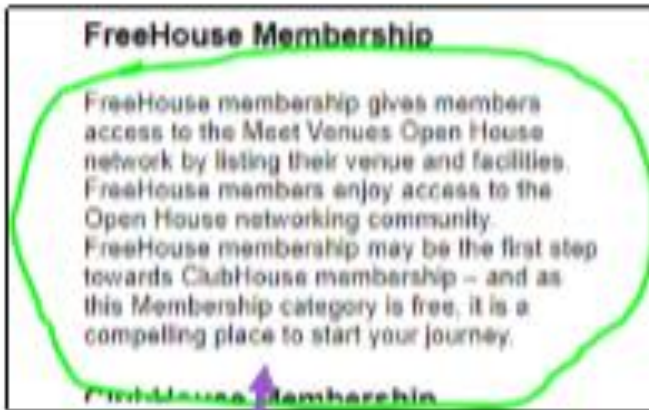 FreeHouse Membership
FreeHouse membership gives members
access to the Meet Venues Open House
network by listing their venue and facilities.
FreeHouse members enjoy access to the
Open House networking community.
FreeHouse membership may be the first step
towards ClubHouse membership – and as
this Membership category is free, it is a
compelling place to start your journey.
ClubHouse Membership